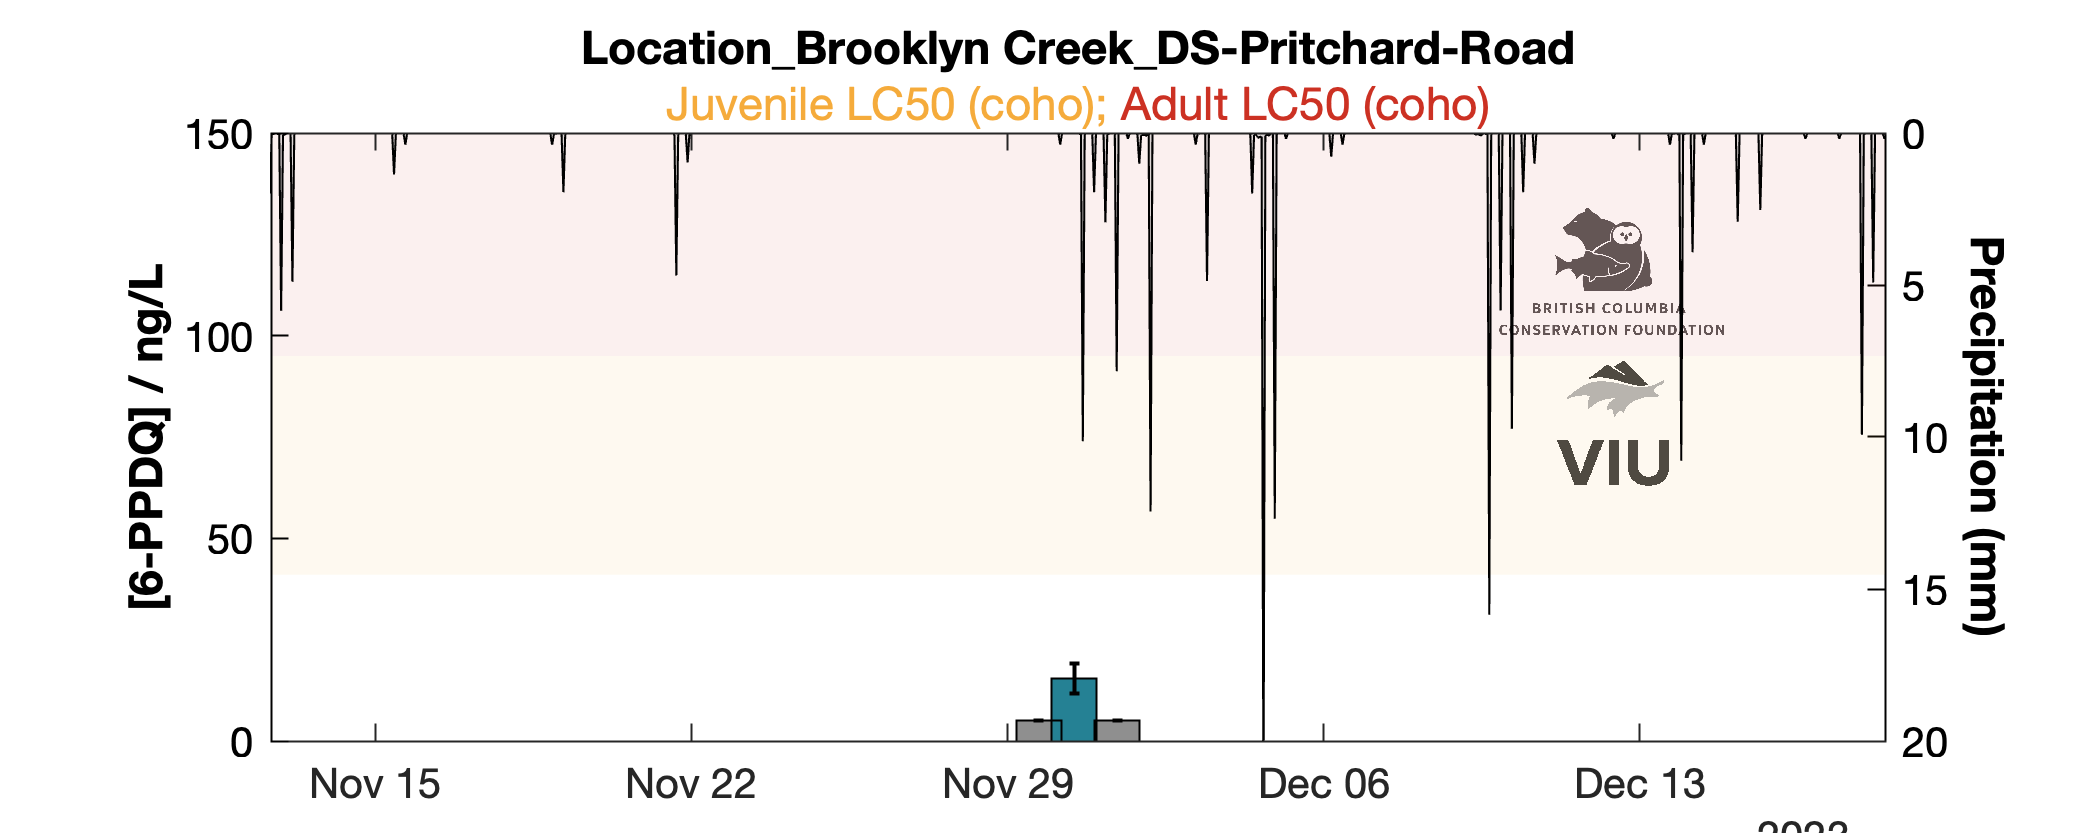 Location_Brooklyn Creek_DS-Pritchard-Road
Juvenile LC50 (coho); Adult LC50 (coho)
150
100
50
0
[6-PPDQ] / ng/L
0
5
10
15
20
Precipitation (mm)
BRITISH COLUMBIA
CONSERVATION FOUNDATION
VIU
Nov 15
Nov 22
Nov 29
Dec 06
Dec 13